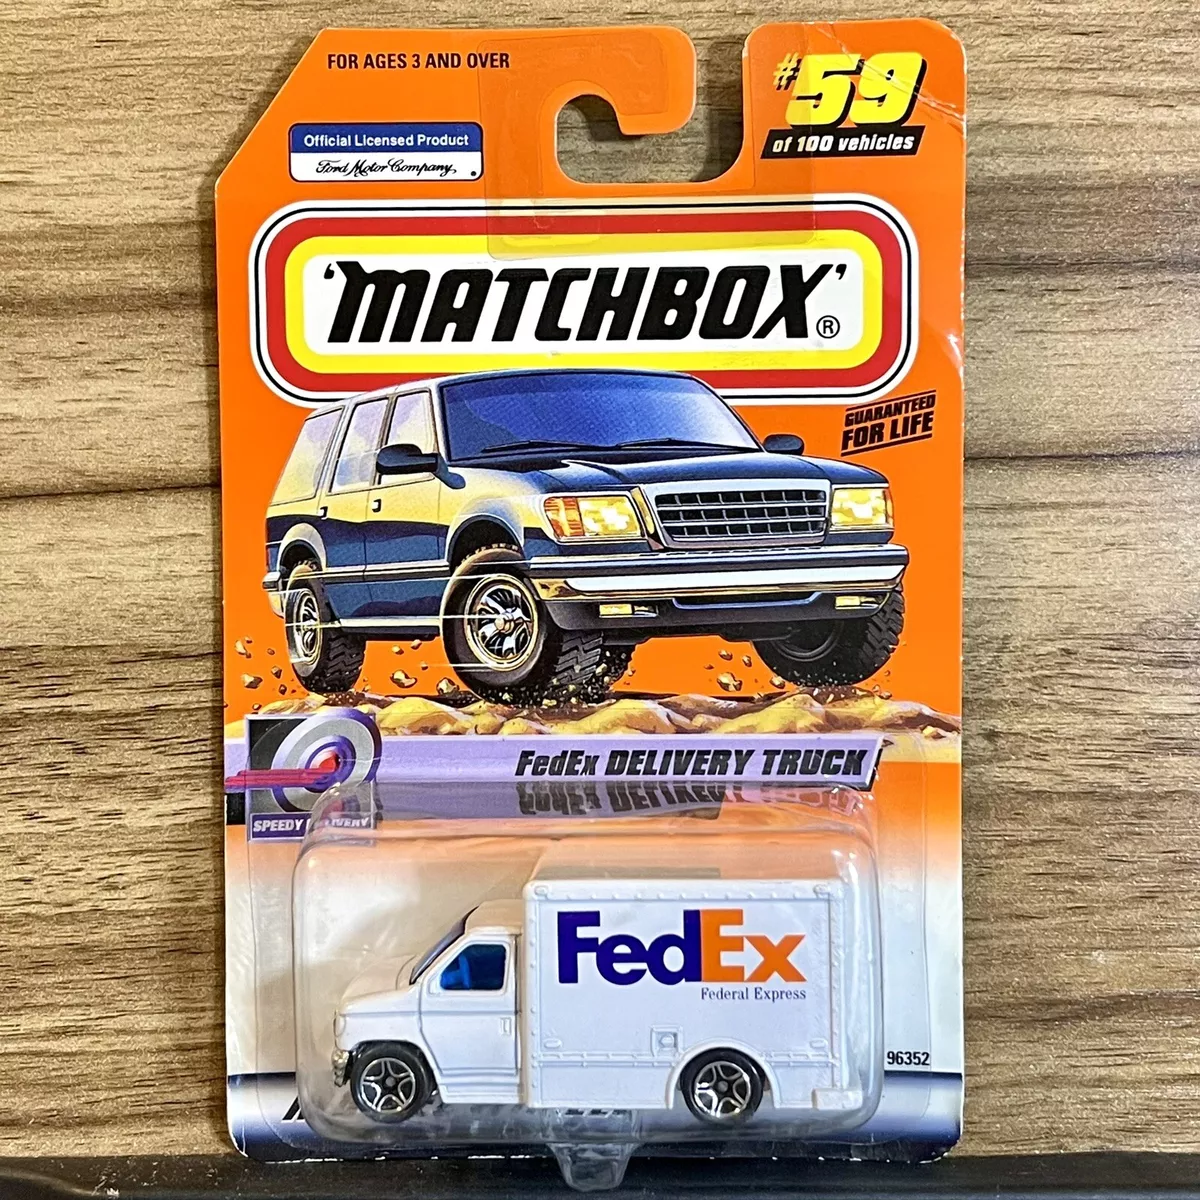 FOR AGES 3 AND OVER
#59
of 100 vehicles
Official Licensed Product
Ford Motor Company
'MATCHBOX'®
GUARANTEED
FOR LIFE
FedEx DELIVERY TRUCK
SPEEDY DELIVERY
FedEx
Federal Express
96352